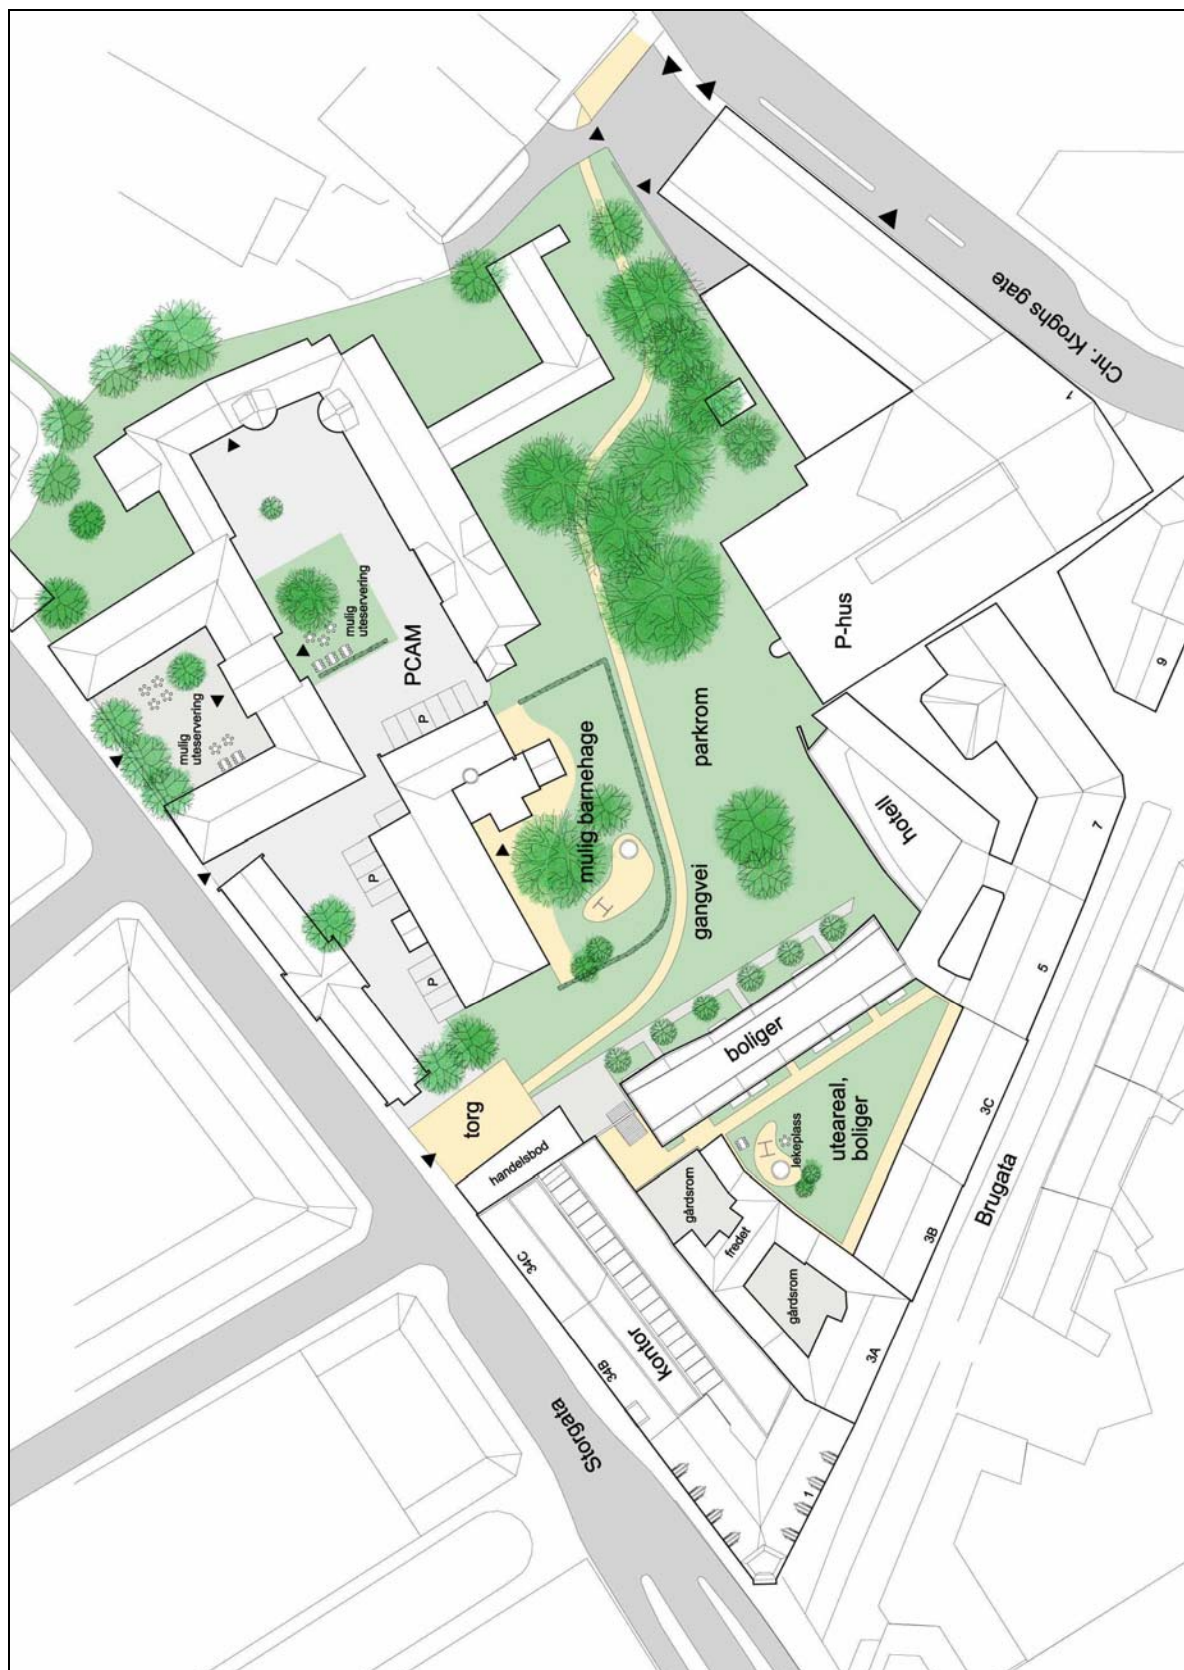 Chr. Kroghs gate
1
mulig
uteservering
mulig
uteservering
PCAM
P
P
P
P-hus
9
mulig barnehage
parkrom
gangvei
hotell
7
5
boliger
torg
handelsbod
uteareal,
boliger
lekeplass
gårdsrom
fredet
gårdsrom
3C
3B
3A
Brugata
34C
34B
kontor
Storgata
1